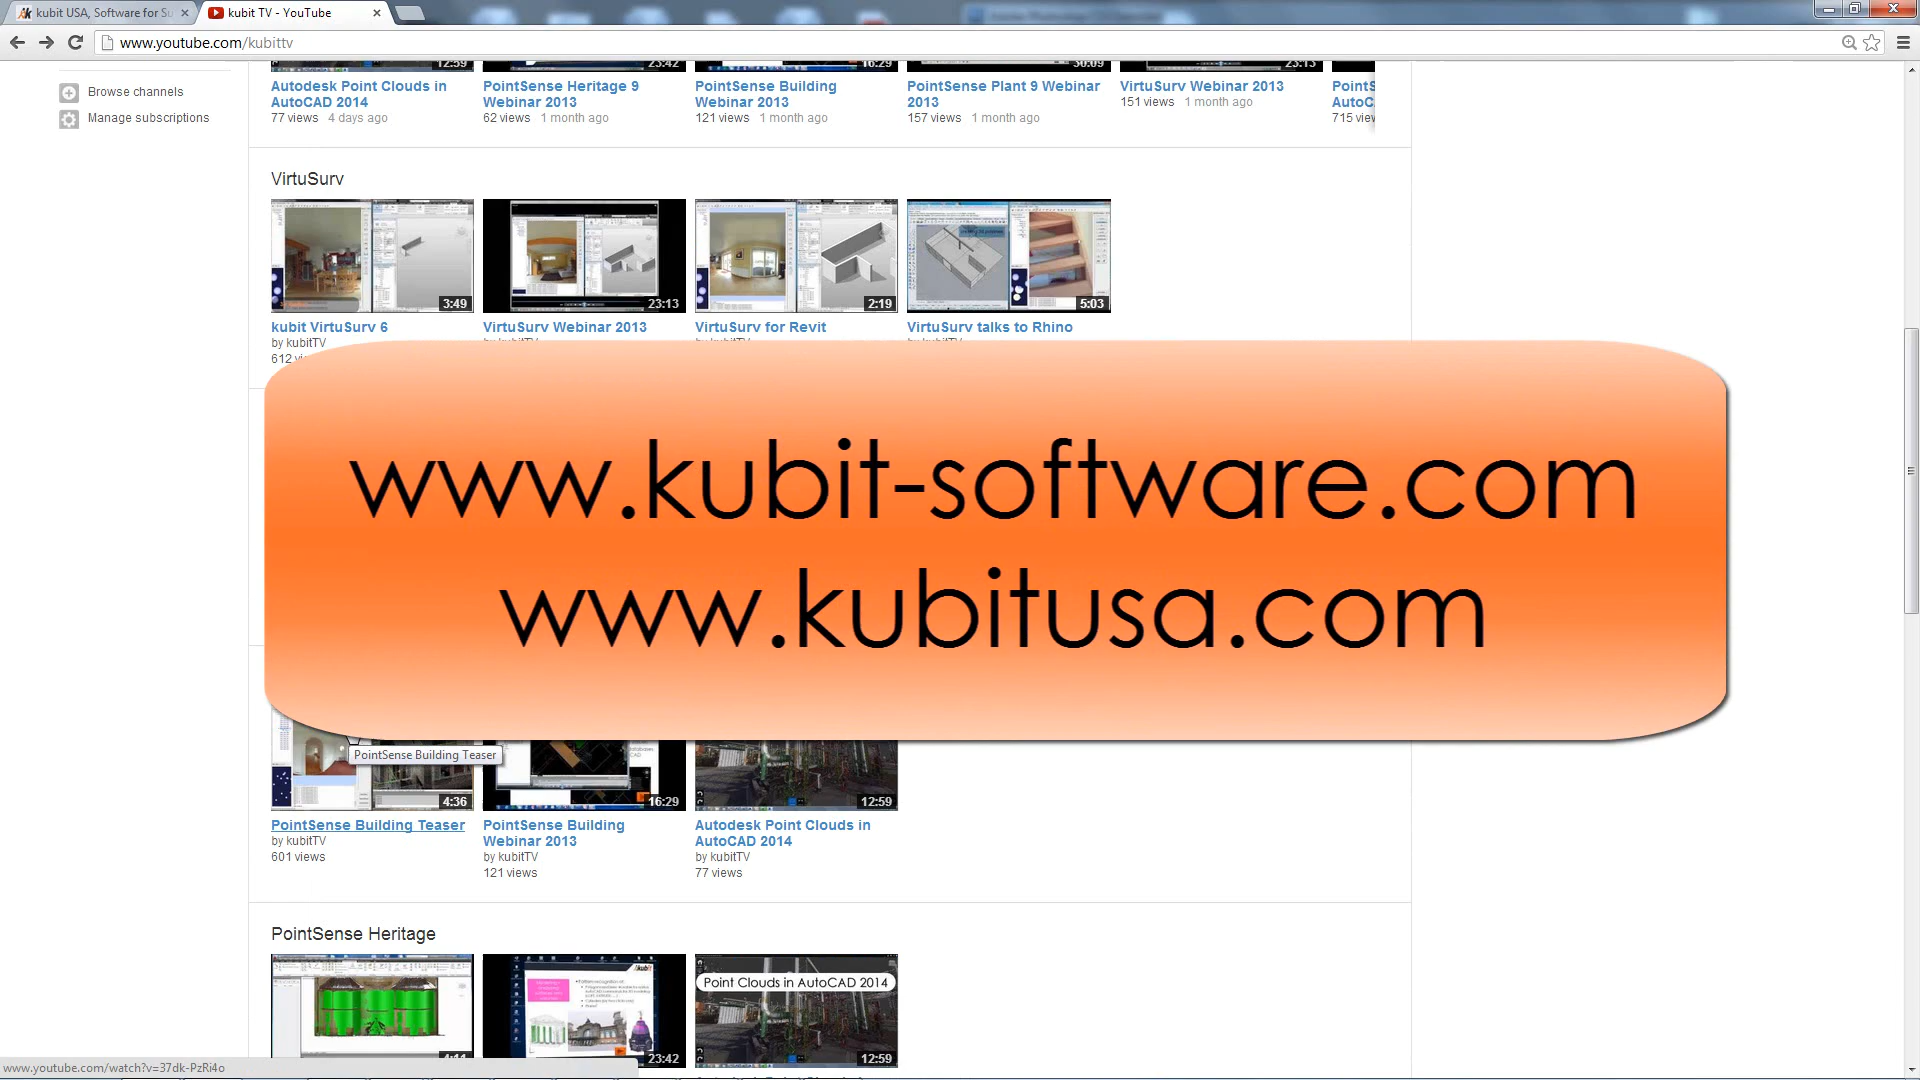 kubit USA, Software for Su
kubit TV - YouTube
www.youtube.com/kubittv
Browse channels
Manage subscriptions
12:59
23:42
16:29
30:09
23:13
Autodesk Point Clouds in
AutoCAD 2014
77 views 4 days ago
PointSense Heritage 9
Webinar 2013
62 views 1 month ago
PointSense Building
Webinar 2013
121 views 1 month ago
PointSense Plant 9 Webinar
2013
157 views 1 month ago
VirtuSurv Webinar 2013
151 views 1 month ago
PointS
AutoC
715 view
VirtuSurv
3:49
23:13
2:19
5:03
kubit VirtuSurv 6
by kubitTV
612
VirtuSurv Webinar 2013
VirtuSurv for Revit
VirtuSurv talks to Rhino
www.kubit-software.com
www.kubitusa.com
PointSense Building Teaser
4:36
16:29
12:59
PointSense Building Teaser
by kubitTV
601 views
PointSense Building
Webinar 2013
by kubitTV
121 views
Autodesk Point Clouds in
AutoCAD 2014
by kubitTV
77 views
PointSense Heritage
Point Clouds in AutoCAD 2014
4:11
23:42
12:59
www.youtube.com/watch?v=37dk-PzRi4o